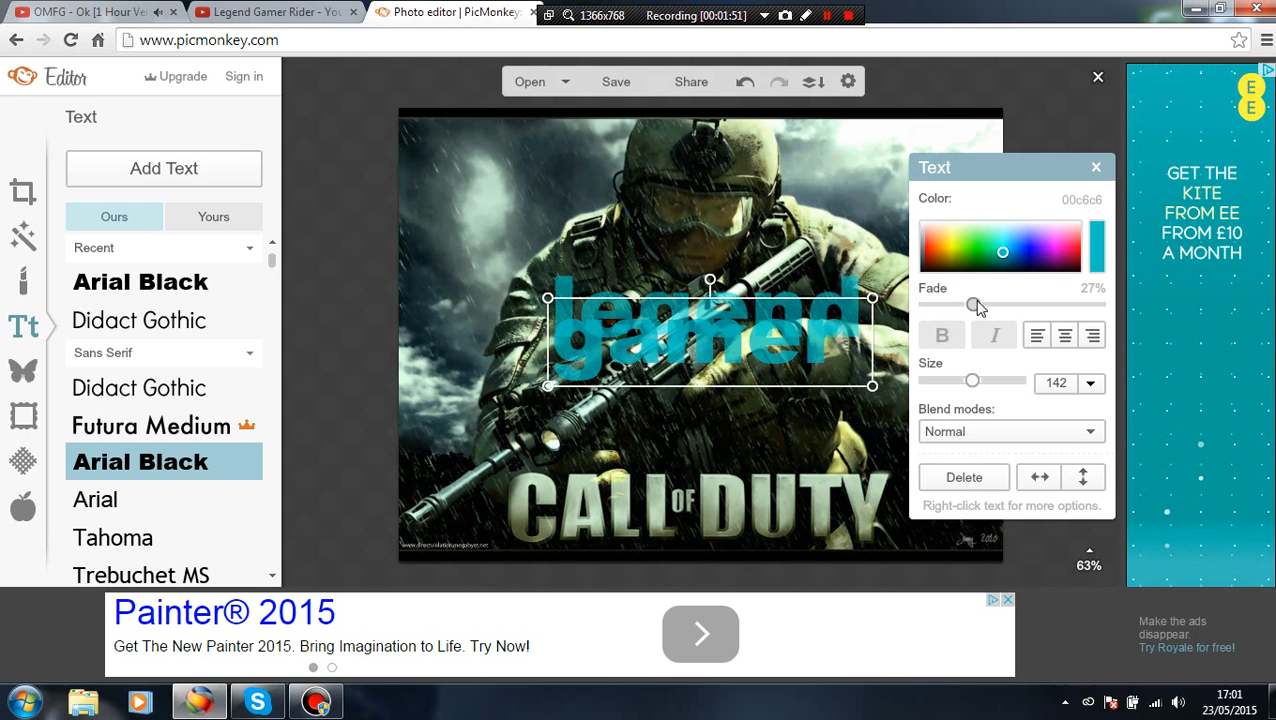 OMFG - Ok [1 Hour Ve
Legend Gamer Rider - You
Photo editor | PicMonkey:
1366x768
Recording [00:01:51]
www.picmonkey.com
Editor
Upgrade
Sign in
Open
Save
Share
Text
Add Text
Ours
Yours
Recent
Arial Black
Didact Gothic
Sans Serif
Didact Gothic
Futura Medium
Arial Black
Arial
Tahoma
Trebuchet MS
Tt
legend
gamer
CALL OF DUTY
2010
Text
Color:
00c6c6
Fade
27%
B
I
Size
142
Blend modes:
Normal
Delete
Right-click text for more options.
63%
E
E
GET THE
KITE
FROM EE
FROM £10
A MONTH
Painter® 2015
Get The New Painter 2015. Bring Imagination to Life. Try Now!
Make the ads
disappear.
Try Royale for free!
17:01
23/05/2015